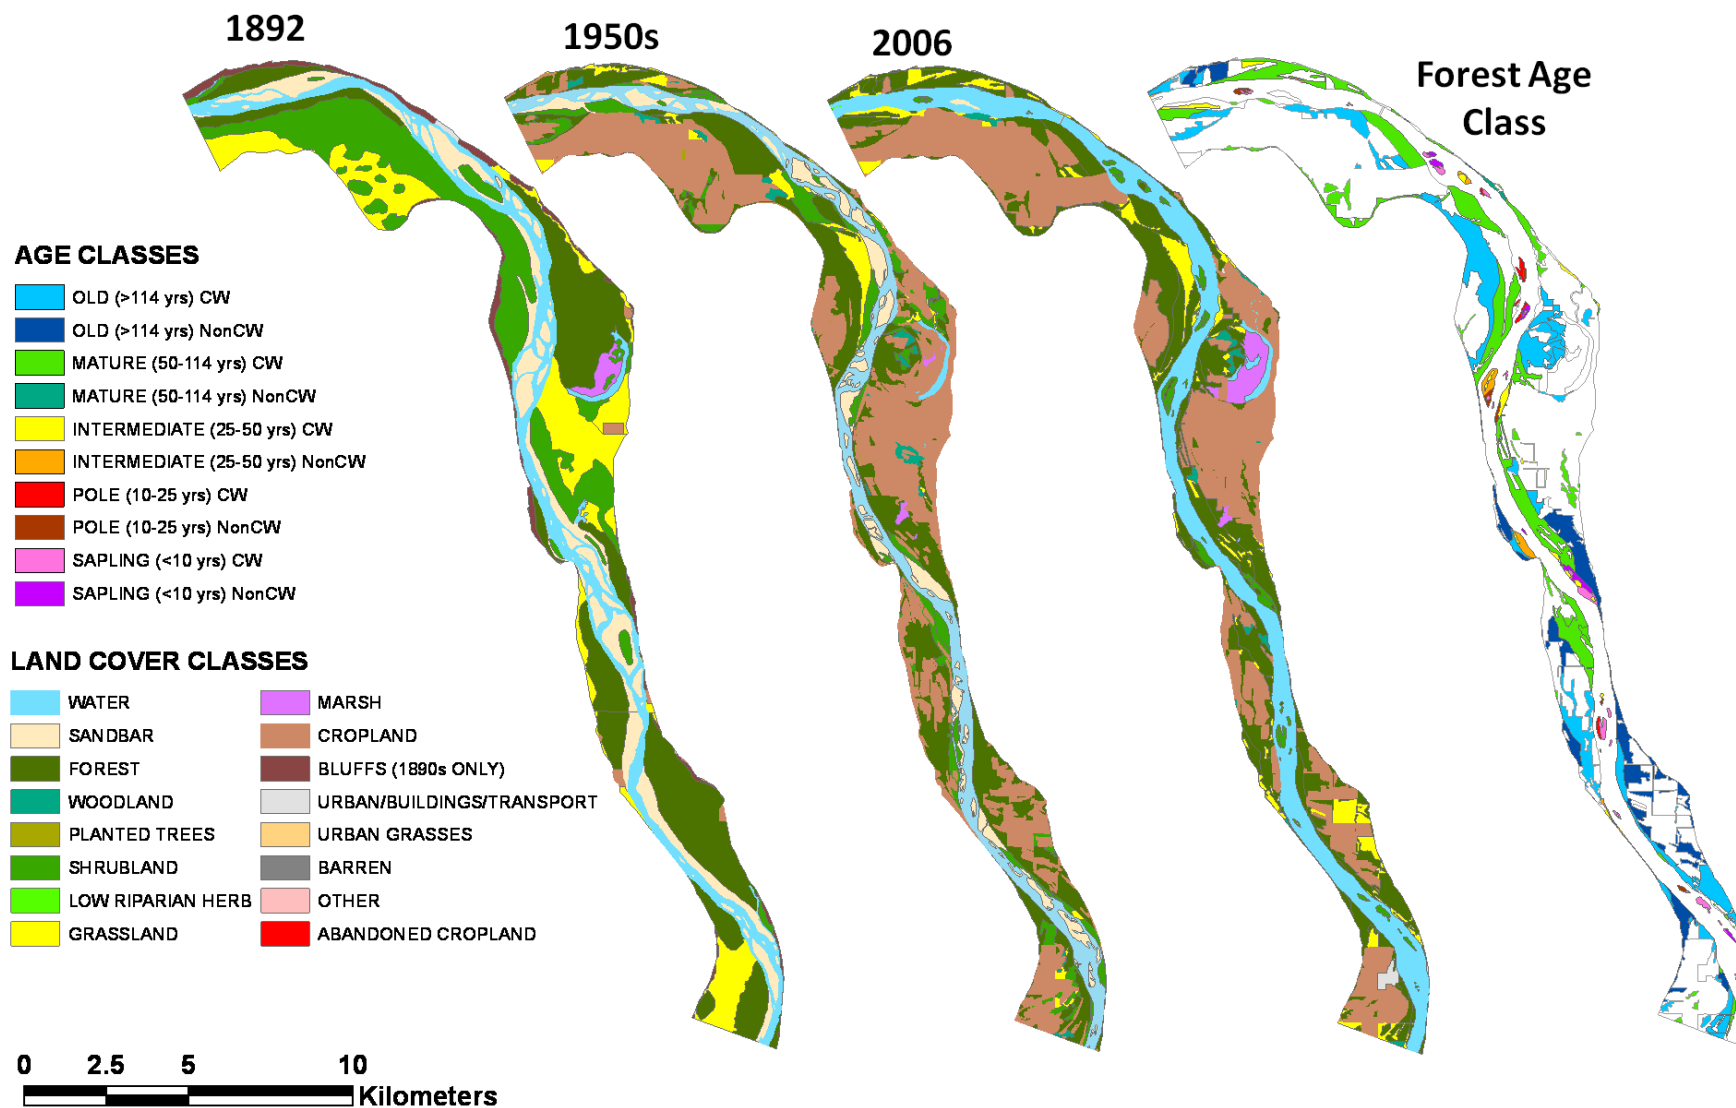 1892
1950s
2006
Forest Age
Class
AGE CLASSES
OLD (>114 yrs) CW
OLD (>114 yrs) NonCW
MATURE (50-114 yrs) CW
MATURE (50-114 yrs) NonCW
INTERMEDIATE (25-50 yrs) CW
INTERMEDIATE (25-50 yrs) NonCW
POLE (10-25 yrs) CW
POLE (10-25 yrs) NonCW
SAPLING (<10 yrs) CW
SAPLING (<10 yrs) NonCW
LAND COVER CLASSES
WATER
SANDBAR
FOREST
WOODLAND
PLANTED TREES
SHRUBLAND
LOW RIPARIAN HERB
GRASSLAND
MARSH
CROPLAND
BLUFFS (1890s ONLY)
URBAN/BUILDINGS/TRANSPORT
URBAN GRASSES
BARREN
OTHER
ABANDONED CROPLAND
0 2.5 5 10
Kilometers